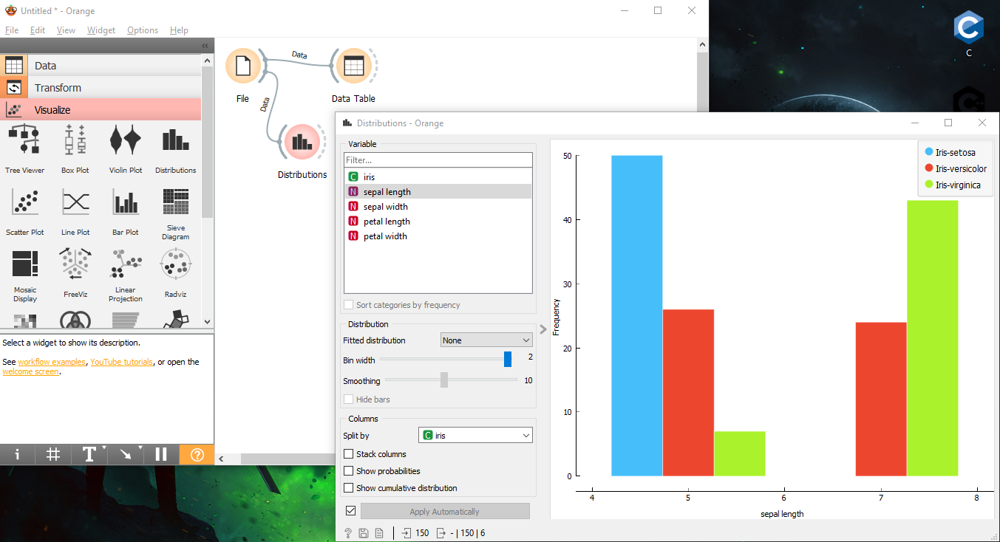 Untitled * - Orange
File Edit View Widget Options Help
Data
Transform
Visualize
Tree Viewer Box Plot Violin Plot Distributions
Scatter Plot Line Plot Bar Plot Sieve Diagram
Mosaic Display FreeViz Linear Projection Radviz
Select a widget to show its description.
See workflow examples, YouTube tutorials, or open the
welcome screen.
i # T ?
File
Data
Data Table
Data
Distributions
C
C
Distributions - Orange
Variable
Filter...
C iris
N sepal length
N sepal width
N petal length
N petal width
Sort categories by frequency
Distribution
Fitted distribution None
Bin width 2
Smoothing 10
Hide bars
Columns
Split by C iris
Stack columns
Show probabilities
Show cumulative distribution
Apply Automatically
? 150 - | 150 | 6
Iris-setosa
Iris-versicolor
Iris-virginica
Frequency
50
40
30
20
10
0
4 5 6 7 8
sepal length